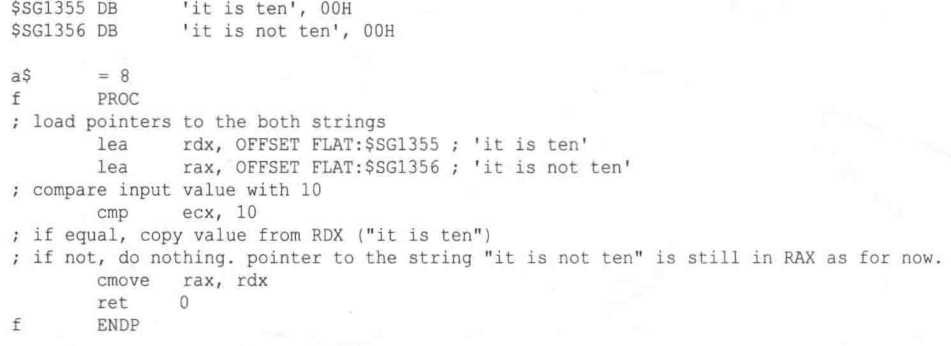 $SG1355 DB 'it is ten', 00H
$SG1356 DB 'it is not ten', 00H
a$ = 8
f PROC
; load pointers to the both strings
lea rdx, OFFSET FLAT:$SG1355 ; 'it is ten'
lea rax, OFFSET FLAT:$SG1356 ; 'it is not ten'
; compare input value with 10
cmp ecx, 10
; if equal, copy value from RDX ("it is ten")
; if not, do nothing. pointer to the string "it is not ten" is still in RAX as for now.
cmove rax, rdx
ret 0
f ENDP